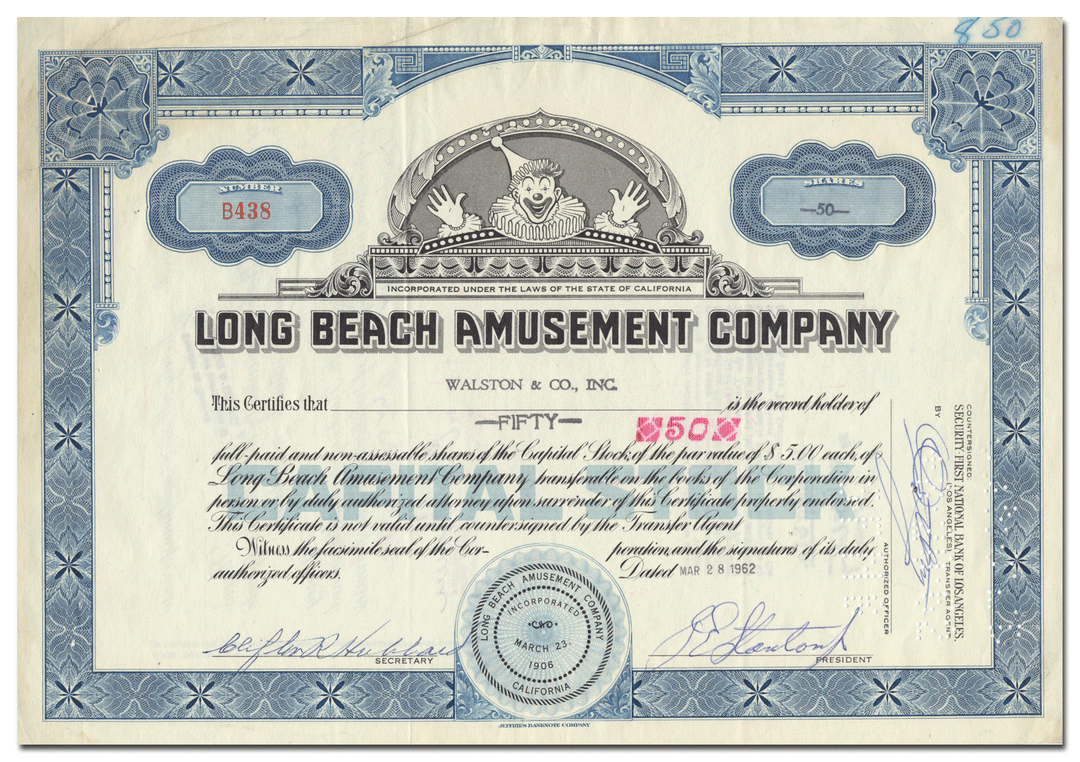 8 50
NUMBER
B438
SHARES
—50—
INCORPORATED UNDER THE LAWS OF THE STATE OF CALIFORNIA
LONG BEACH AMUSEMENT COMPANY
WALSTON & CO., INC.
This Certifies that is the record holder of
—FIFTY— 50
full-paid and non-assessable shares of the Capital Stock of the par value of $5.00 each, of
Long Beach Amusement Company transferable on the books of the Corporation in
person or by duly authorized attorney upon surrender of this Certificate properly endorsed.
This Certificate is not valid until countersigned by the Transfer Agent
Witness the facsimile seal of the Cor- poration, and the signatures of its duly
authorized officers. Dated MAR 28 1962
CAPITAL STOCK
LONG BEACH AMUSEMENT COMPANY
INCORPORATED
MARCH 23,
1906
CALIFORNIA
Clifton R Hubbard
SECRETARY
PRESIDENT
JEFFRIES BANKNOTE COMPANY
COUNTERSIGNED:
SECURITY-FIRST NATIONAL BANK OF LOS ANGELES,
(LOS ANGELES) TRANSFER AGENT
BY
AUTHORIZED OFFICER